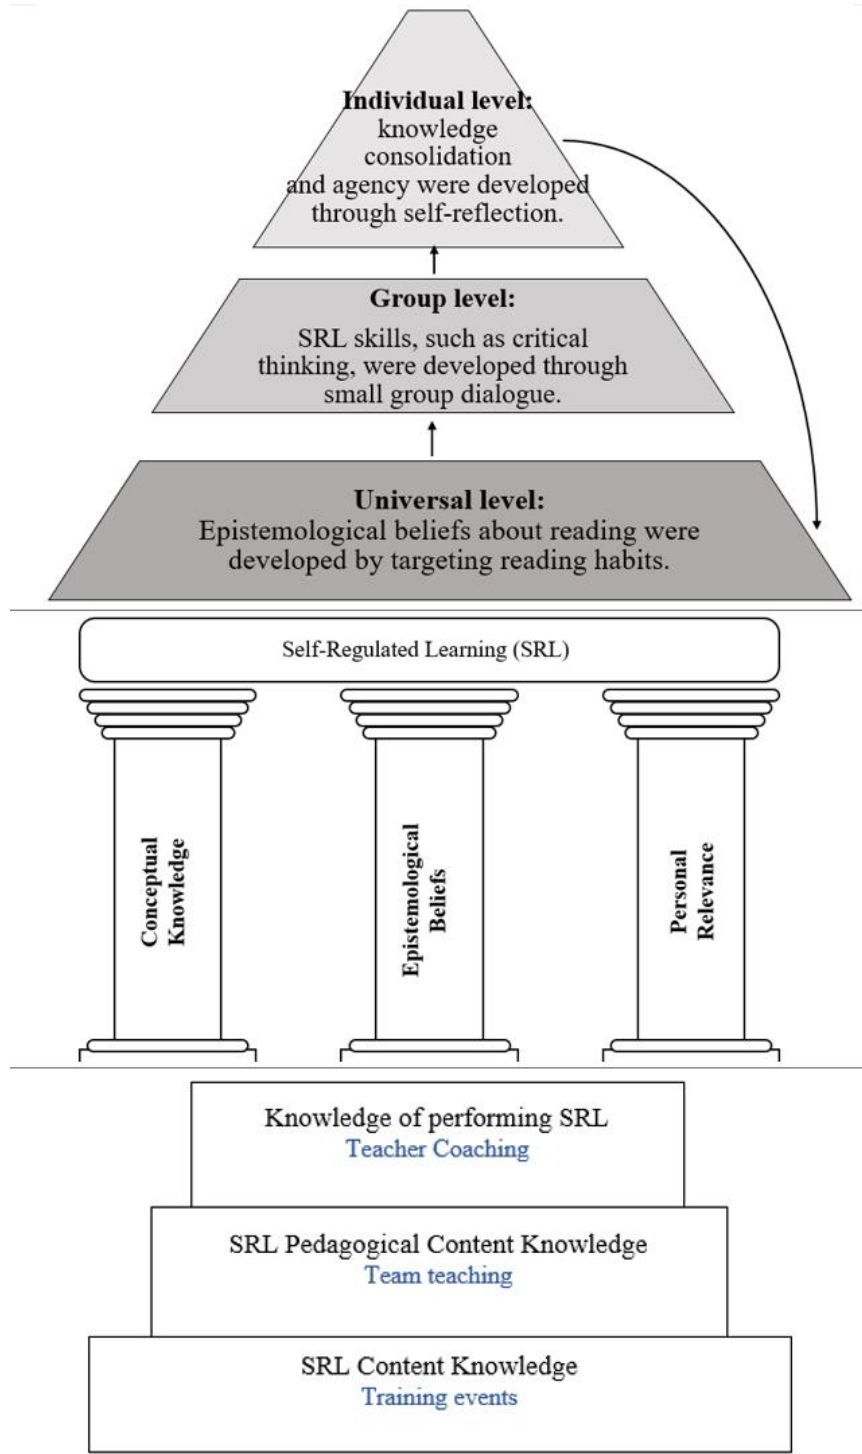 Individual level:
knowledge
consolidation
and agency were developed
through self-reflection.
Group level:
SRL skills, such as critical
thinking, were developed through
small group dialogue.
Universal level:
Epistemological beliefs about reading were
developed by targeting reading habits.
Self-Regulated Learning (SRL)
Conceptual
Knowledge
Epistemological
Beliefs
Personal
Relevance
Knowledge of performing SRL
Teacher Coaching
SRL Pedagogical Content Knowledge
Team teaching
SRL Content Knowledge
Training events